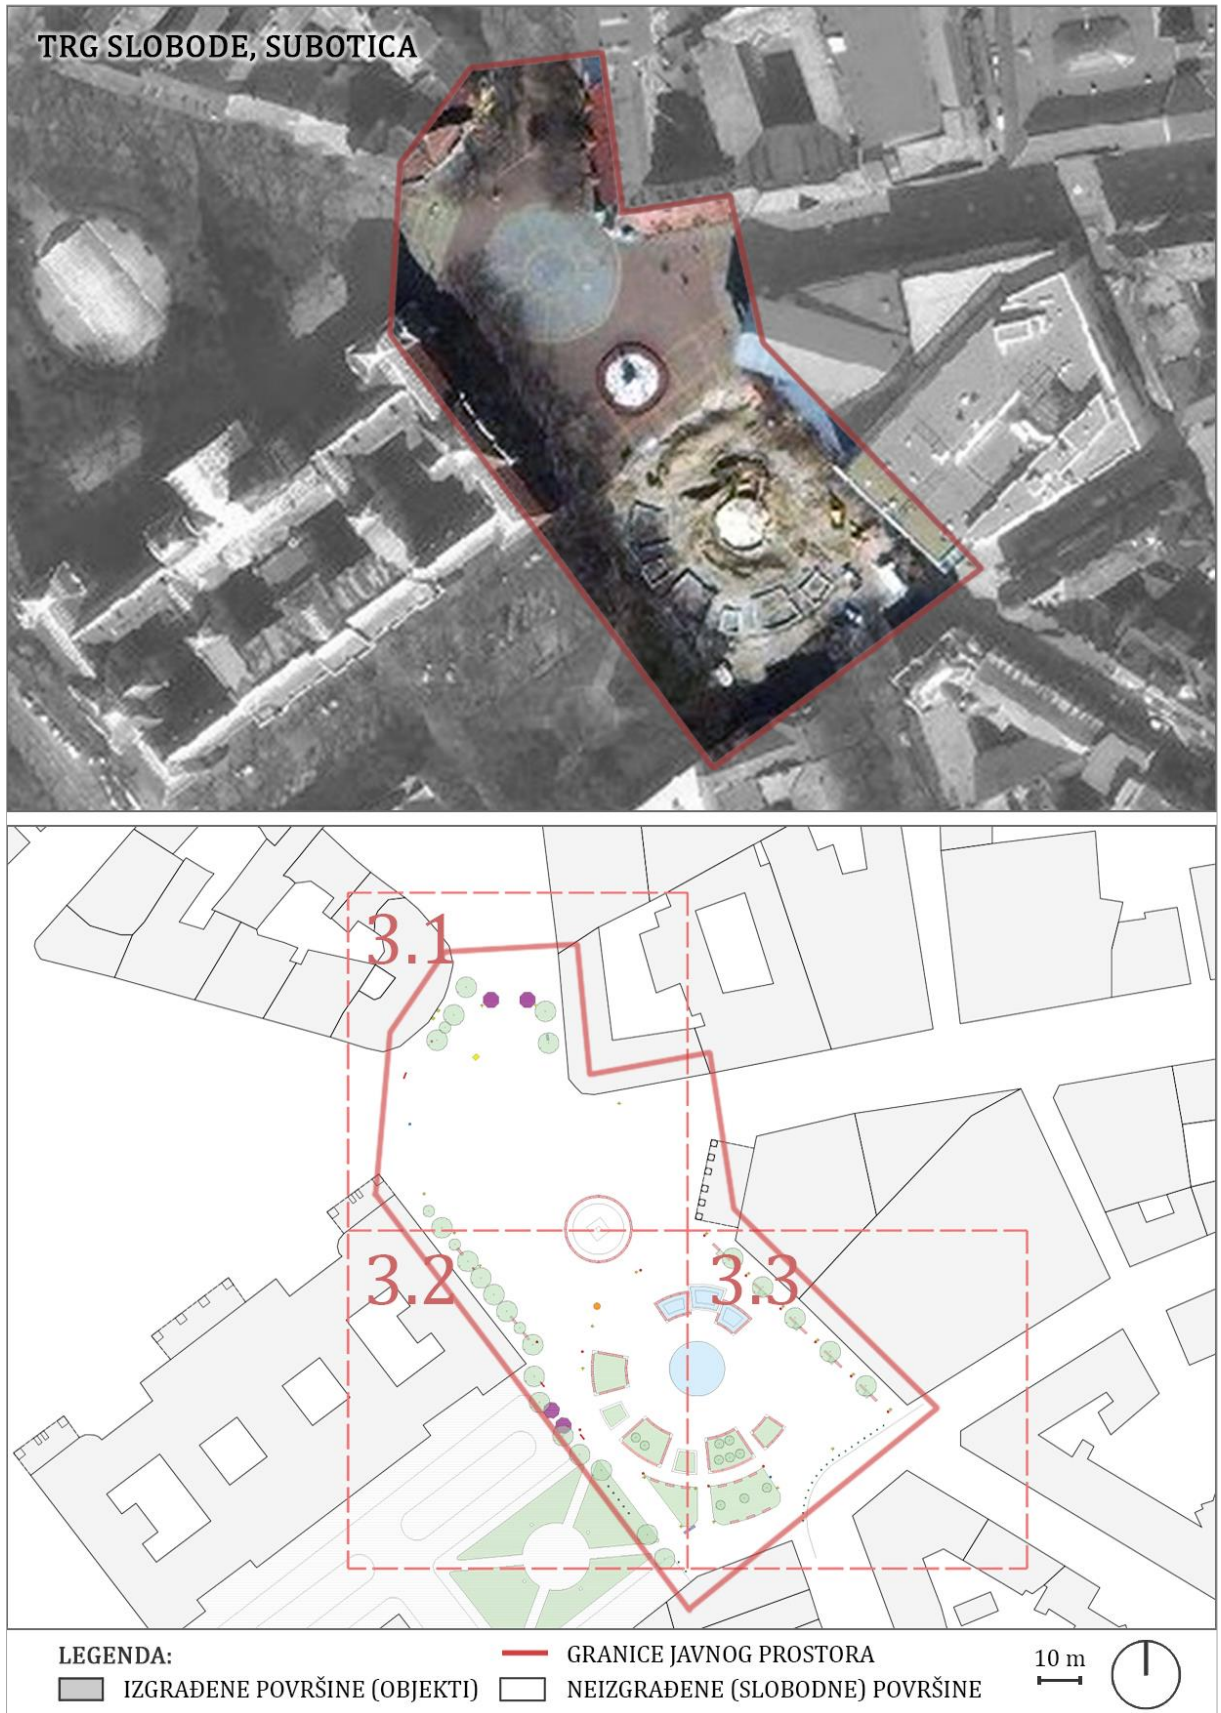 TRG SLOBODE, SUBOTICA
3.1
3.2
3.3
LEGENDA:
GRANICE JAVNOG PROSTORA
10 m
IZGRAĐENE POVRŠINE (OBJEKTI)
NEIZGRAĐENE (SLOBODNE) POVRŠINE